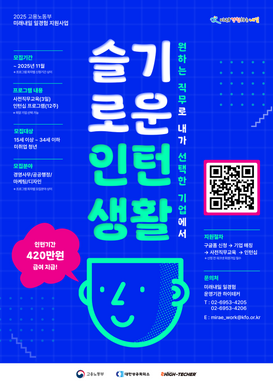 2025 고용노동부
미래내일 일경험 지원사업
슬기
로운
인턴
생활
원하는 직무로 내가 선택한 기업에서
모집기간
~ 2025년 11월
프로그램 내용
사전직무교육(3일)
인턴십 프로그램(12주)
모집대상
15세 이상 ~ 34세 이하
미취업 청년
모집분야
경영사무/공공행정/
마케팅/디자인
인턴기간
420만원
급여 지급!
지원절차
구글폼 신청 → 기업 매칭
→ 사전직무교육 → 인턴십
문의처
미래내일 일경험
운영기관 하이테커
T : 02-6953-4205
02-6953-4206
E : mirae_work@kfo.or.kr
고용노동부
HIGH-TECHER